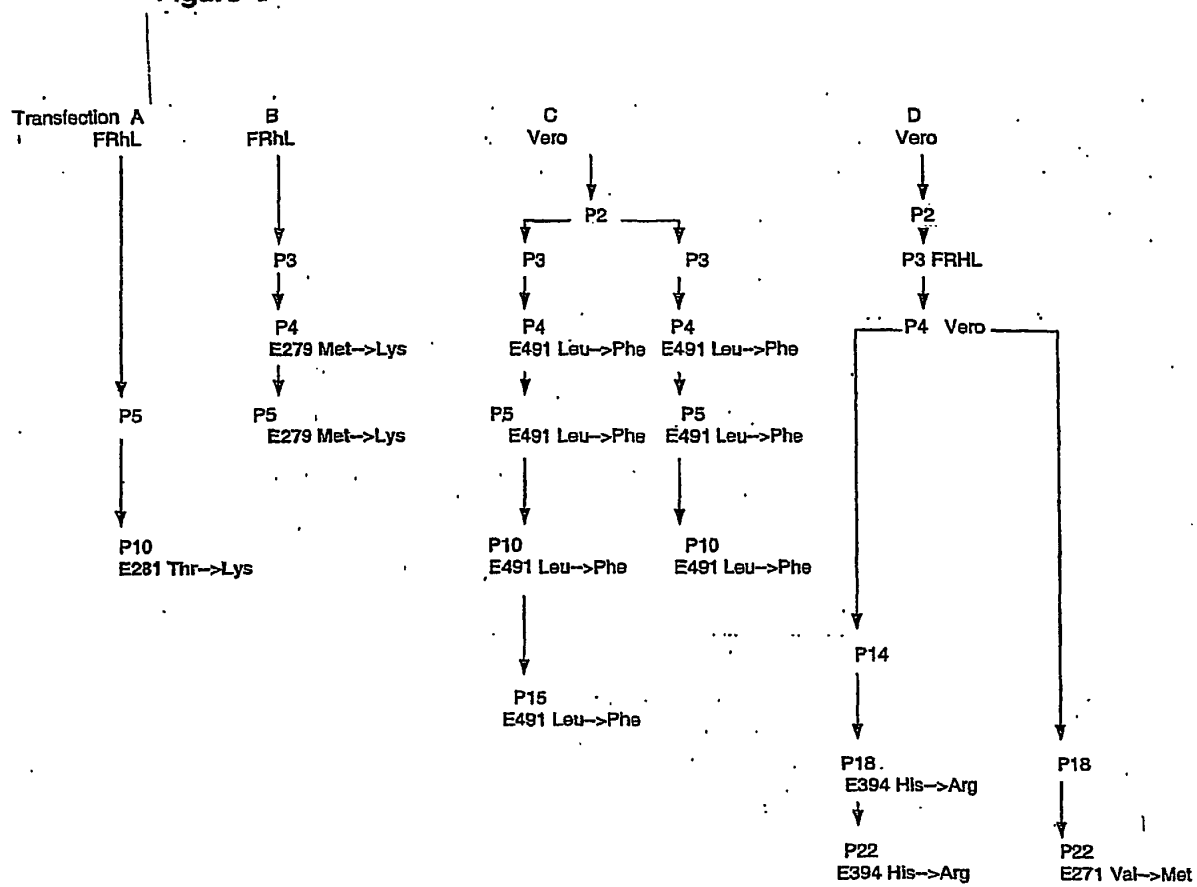 Transfection A
FRhL
B
FRhL
C
Vero
D
Vero
P2
P2
P3
P3
P3
P3 FRHL
P4
E279 Met-->Lys
P4
E491 Leu-->Phe
P4
E491 Leu-->Phe
P4 Vero
P5
P5
E279 Met-->Lys
P5
E491 Leu-->Phe
P5
E491 Leu-->Phe
P10
E281 Thr-->Lys
P10
E491 Leu-->Phe
P10
E491 Leu-->Phe
P14
P15
E491 Leu-->Phe
P18
E394 His-->Arg
P18
P22
E394 His-->Arg
P22
E271 Val-->Met